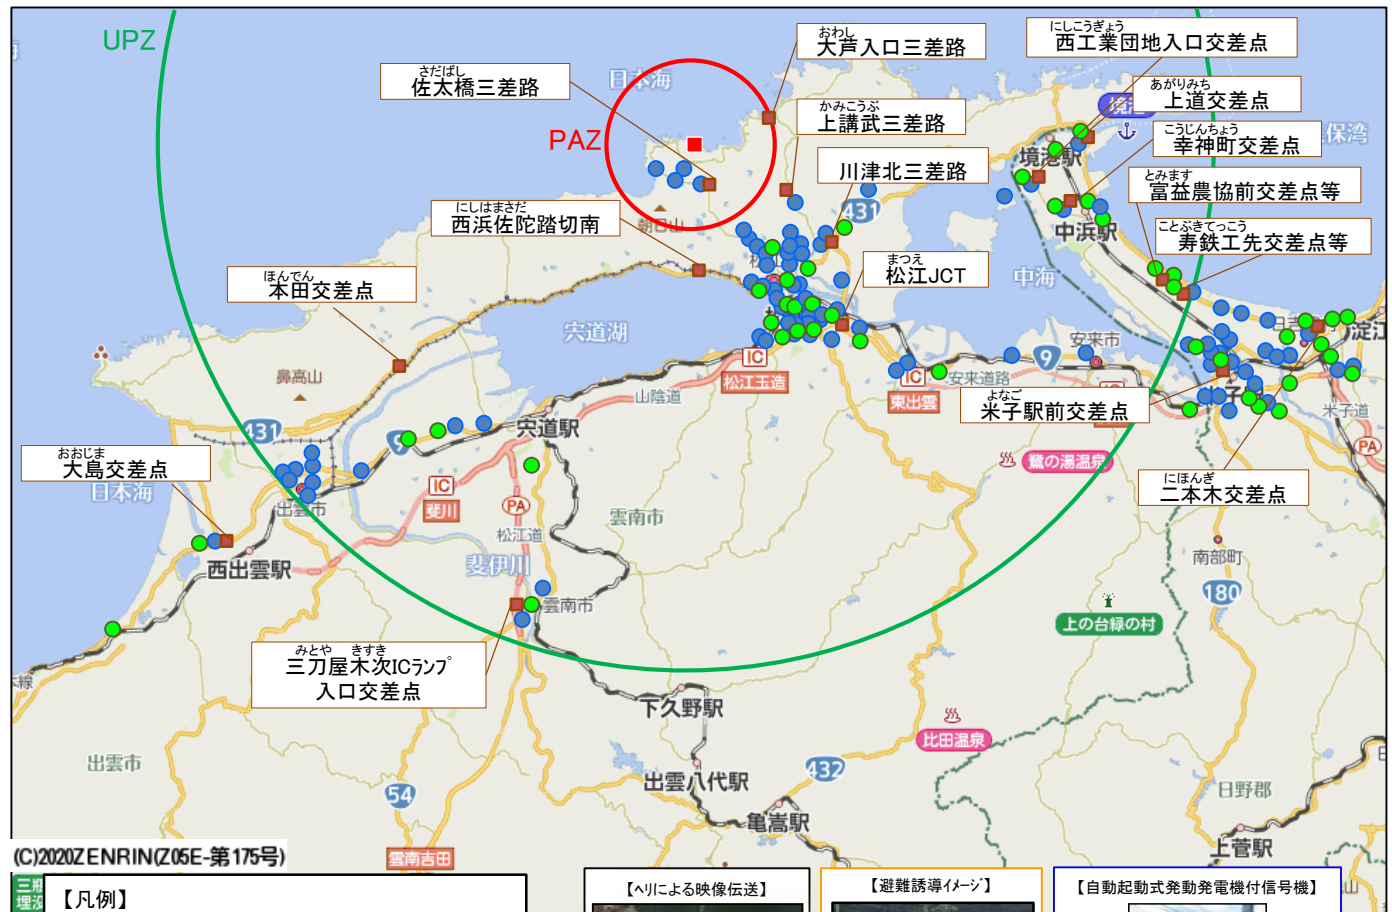 UPZ
PAZ
日本海
さだばし
佐太橋三差路
おわし
大芦入口三差路
にしこうぎょう
西工業団地入口交差点
あがりみち
上道交差点
かみこうぶ
上講武三差路
こうじんちょう
幸神町交差点
境港駅
川津北三差路
とみます
富益農協前交差点等
にしはまさだ
西浜佐陀踏切南
朝日山
431
中浜駅
ことぶきてっこう
寿鉄工先交差点等
まつえ
松江JCT
中海
ほんでん
本田交差点
宍道湖
安来市
9
IC
松江玉造
鼻高山
山陰道
IC
東出雲
安来道路
よなご
米子駅前交差点
米子道
431
9
宍道駅
PA
おおじま
大島交差点
日本海
鷺の湯温泉
にほんぎ
二本木交差点
IC
斐川
PA
出雲市
松江道
雲南市
西出雲駅
斐伊川
南部町
180
雲南市
上の台緑の村
みとや きすき
三刀屋木次ICランプ
入口交差点
下久野駅
比田温泉
出雲市
出雲八代駅
432
54
日野郡
亀嵩駅
上菅駅
(C)2020ZENRIN(Z05E-第175号)
雲南吉田
【凡例】
【ヘリによる映像伝送】
【避難誘導イメージ】
【自動起動式発動発電機付信号機】